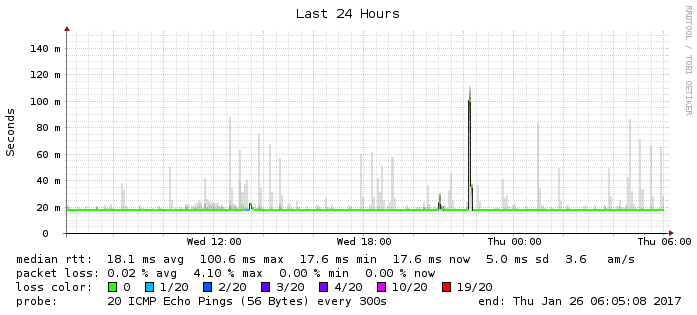 Last 24 Hours
RRDTOOL / TOBI OETIKER
Seconds
140 m
120 m
100 m
80 m
60 m
40 m
20 m
0
Wed 12:00 Wed 18:00 Thu 00:00 Thu 06:00
median rtt: 18.1 ms avg 100.6 ms max 17.6 ms min 17.6 ms now 5.0 ms sd 3.6 am/s
packet loss: 0.02 % avg 4.10 % max 0.00 % min 0.00 % now
loss color: 0 1/20 2/20 3/20 4/20 10/20 19/20
probe: 20 ICMP Echo Pings (56 Bytes) every 300s end: Thu Jan 26 06:05:08 2017